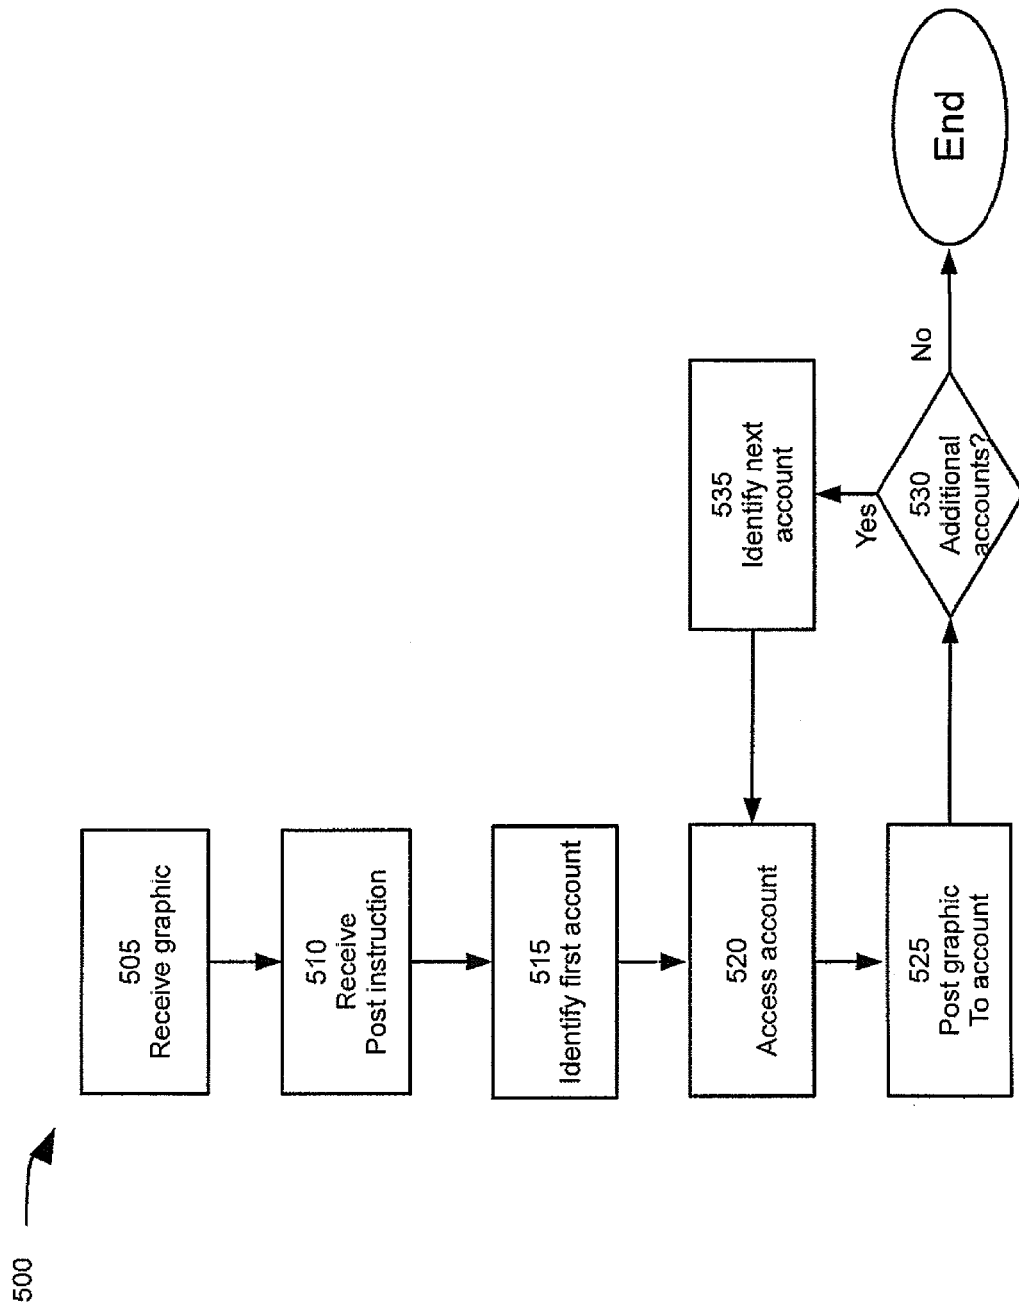 500
505
Receive graphic
510
Receive
Post instruction
515
Identify first account
520
Access account
525
Post graphic
To account
530
Additional
accounts?
Yes
535
Identify next
account
No
End